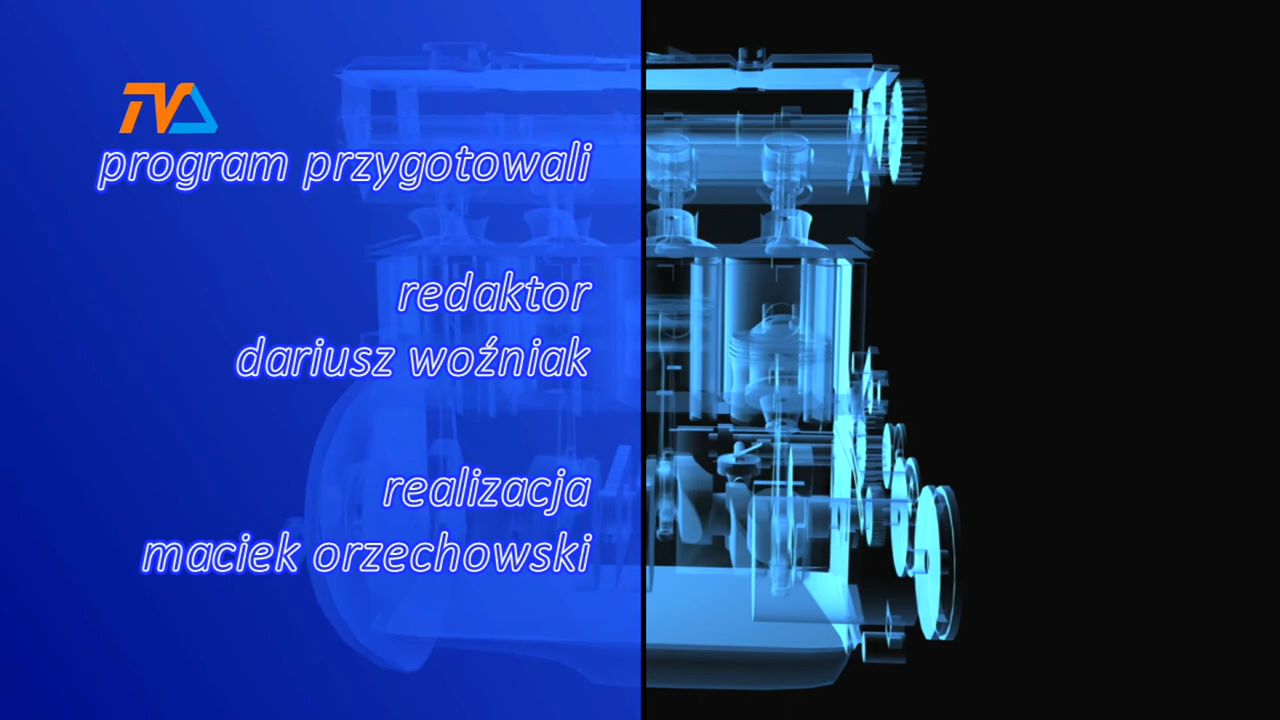 TVA
program przygotowali
redaktor
dariusz woźniak
realizacja
maciek orzechowski